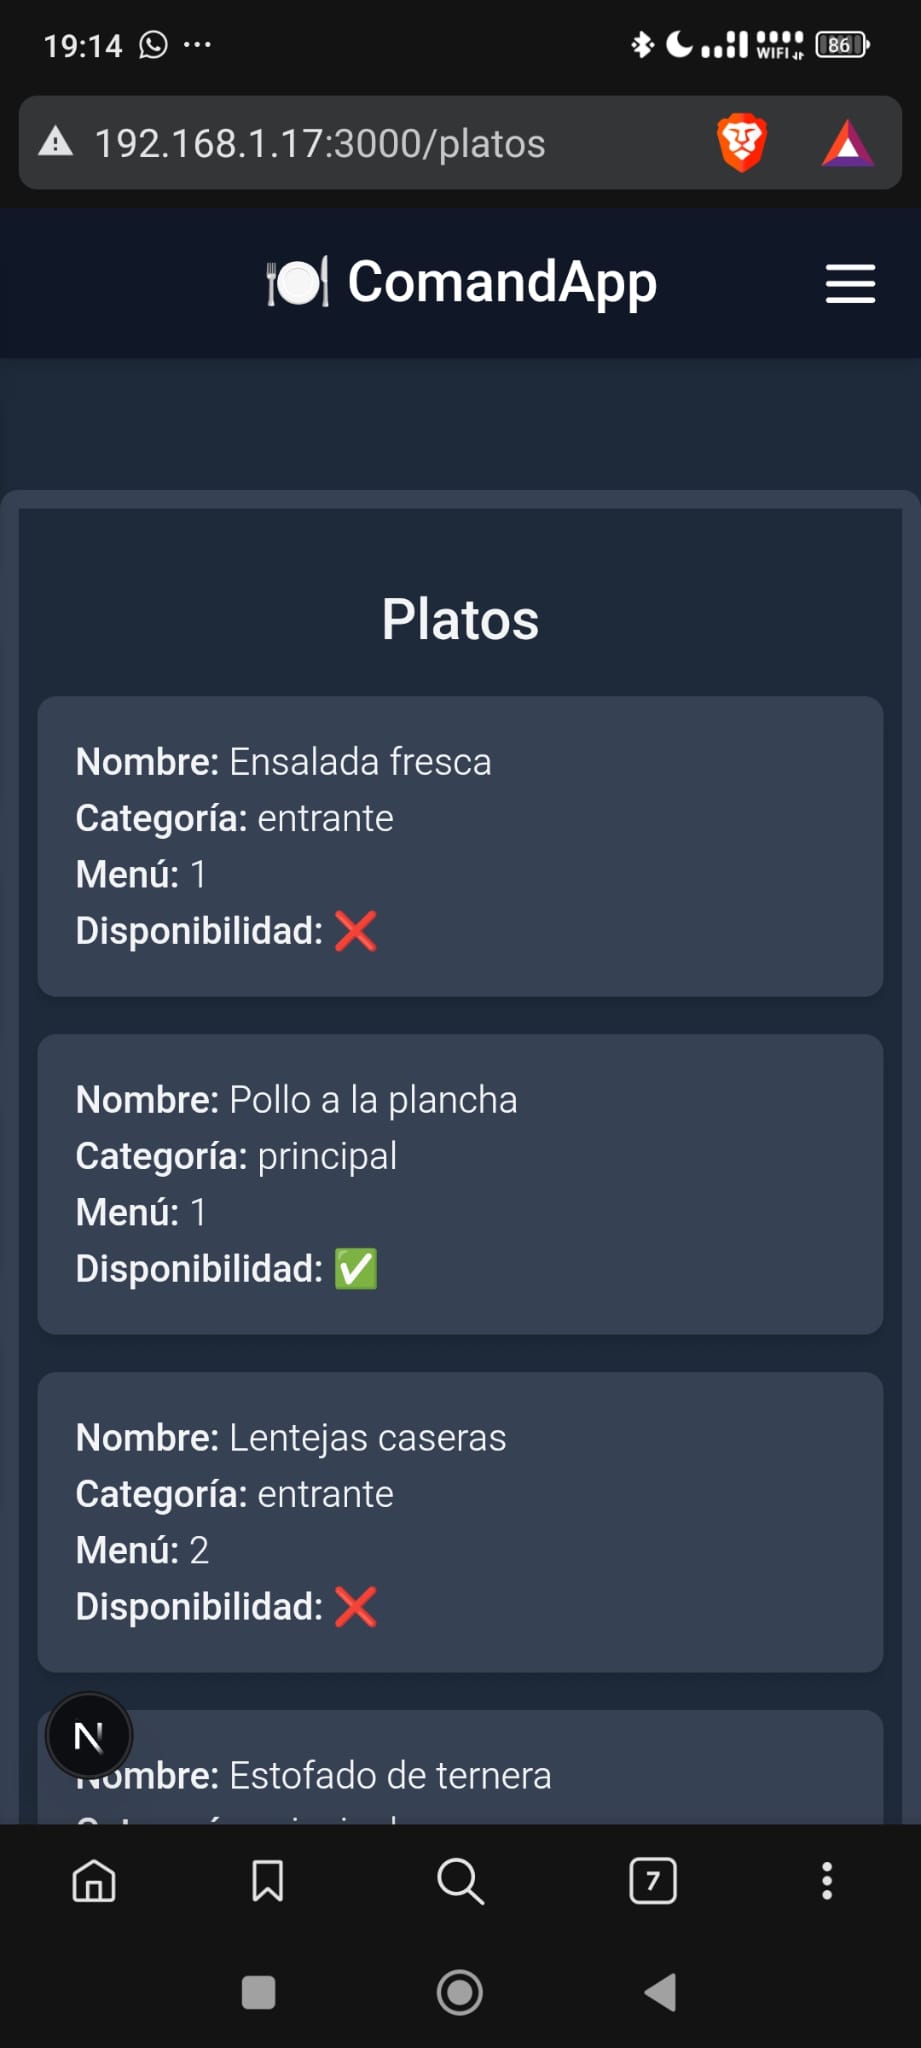 19:14
WIFI
86
192.168.1.17:3000/platos
ComandApp
Platos
Nombre: Ensalada fresca
Categoría: entrante
Menú: 1
Disponibilidad: ❌
Nombre: Pollo a la plancha
Categoría: principal
Menú: 1
Disponibilidad: ✅
Nombre: Lentejas caseras
Categoría: entrante
Menú: 2
Disponibilidad: ❌
N
Nombre: Estofado de ternera
7